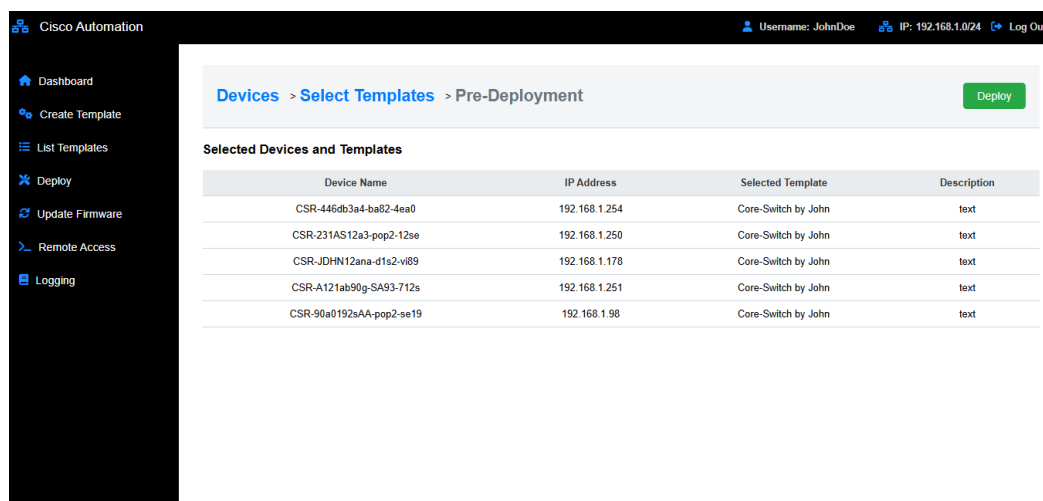 Cisco Automation
Username: JohnDoe IP: 192.168.1.0/24 Log Ou
Dashboard
Create Template
List Templates
Deploy
Update Firmware
Remote Access
Logging
Devices > Select Templates > Pre-Deployment
Deploy
Selected Devices and Templates
Device Name IP Address Selected Template Description
CSR-446db3a4-ba82-4ea0 192.168.1.254 Core-Switch by John text
CSR-231AS12a3-pop2-12se 192.168.1.250 Core-Switch by John text
CSR-JDHN12ana-d1s2-vi89 192.168.1.178 Core-Switch by John text
CSR-A121ab90g-SA93-712s 192.168.1.251 Core-Switch by John text
CSR-90a0192sAA-pop2-se19 192.168.1.98 Core-Switch by John text